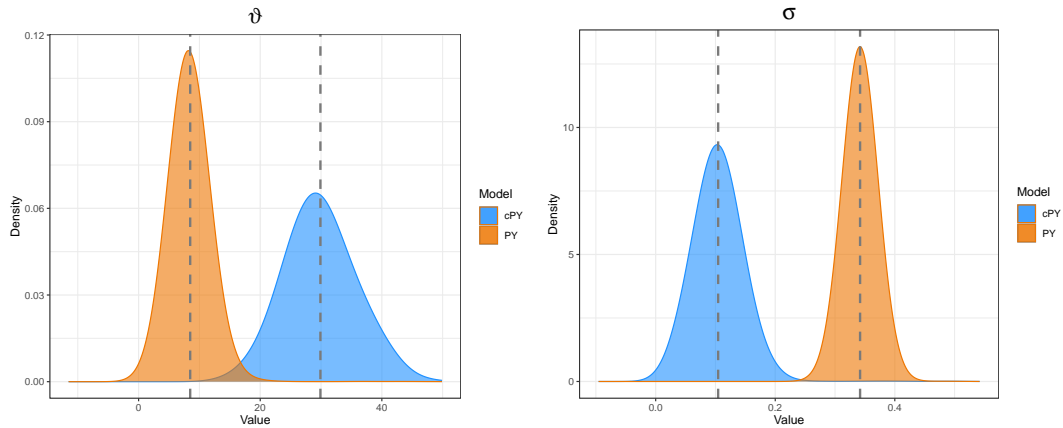 ϑ
0.12
0.09
0.06
0.03
0.00
Density
0
20
40
Value
Model
cPY
PY
σ
10
5
0
Density
0.0
0.2
0.4
Value
Model
cPY
PY